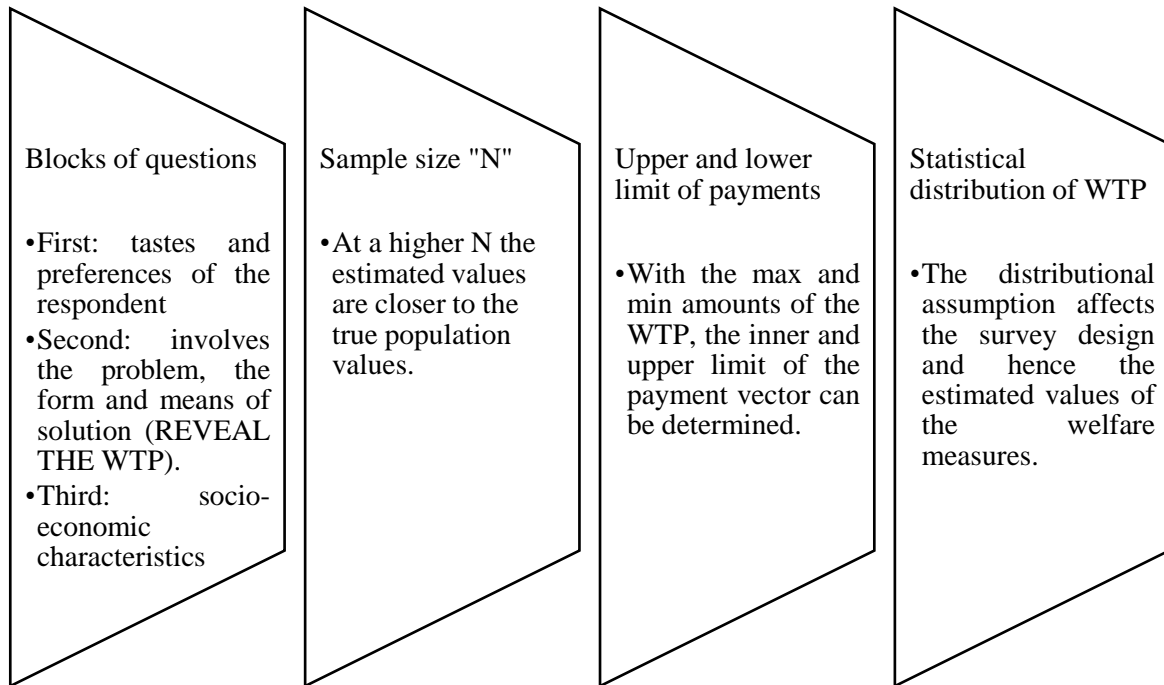 Blocks of questions
•First: tastes and
preferences of the
respondent
•Second: involves
the problem, the
form and means of
solution (REVEAL
THE WTP).
•Third: socio-
economic
characteristics
Sample size "N"
•At a higher N the
estimated values
are closer to the
true population
values.
Upper and lower
limit of payments
•With the max and
min amounts of the
WTP, the inner and
upper limit of the
payment vector can
be determined.
Statistical
distribution of WTP
•The distributional
assumption affects
the survey design
and hence the
estimated values of
the welfare
measures.